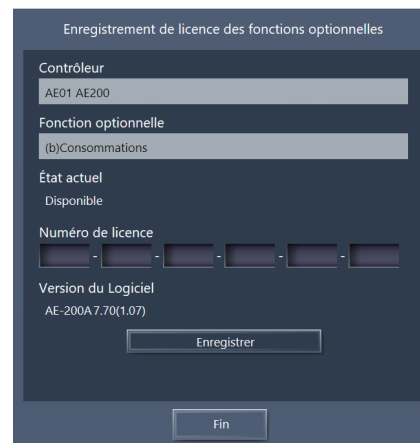 Enregistrement de licence des fonctions optionnelles
Contrôleur
AE01 AE200
Fonction optionnelle
(b)Consommations
État actuel
Disponible
Numéro de licence
- - - - -
Version du Logiciel
AE-200A 7.70(1.07)
Enregistrer
Fin